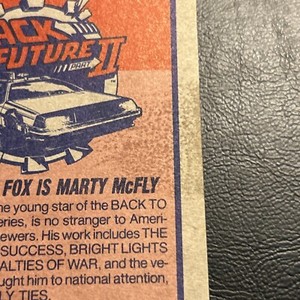 ACK
FUTURE
PART II
FOX IS MARTY McFLY
he young star of the BACK TO
eries, is no stranger to Ameri-
ewers. His work includes THE
SUCCESS, BRIGHT LIGHTS
ALTIES OF WAR, and the ve-
ught him to national attention,
LY TIES.